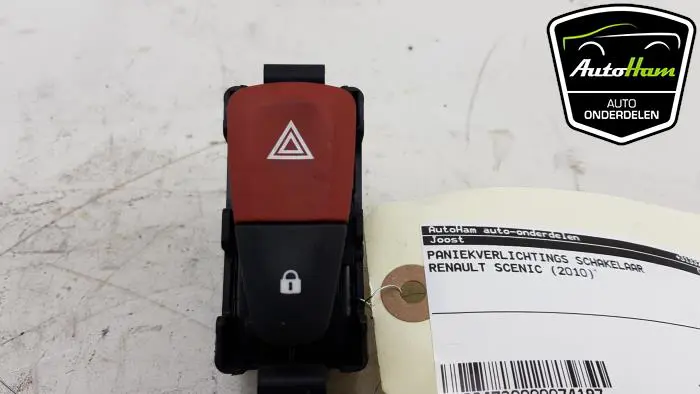 AutoHam
AUTO
ONDERDELEN
AutoHam auto-onderdelen
Joost
PANIEKVERLICHTINGS SCHAKELAAR
RENAULT SCENIC (2010)